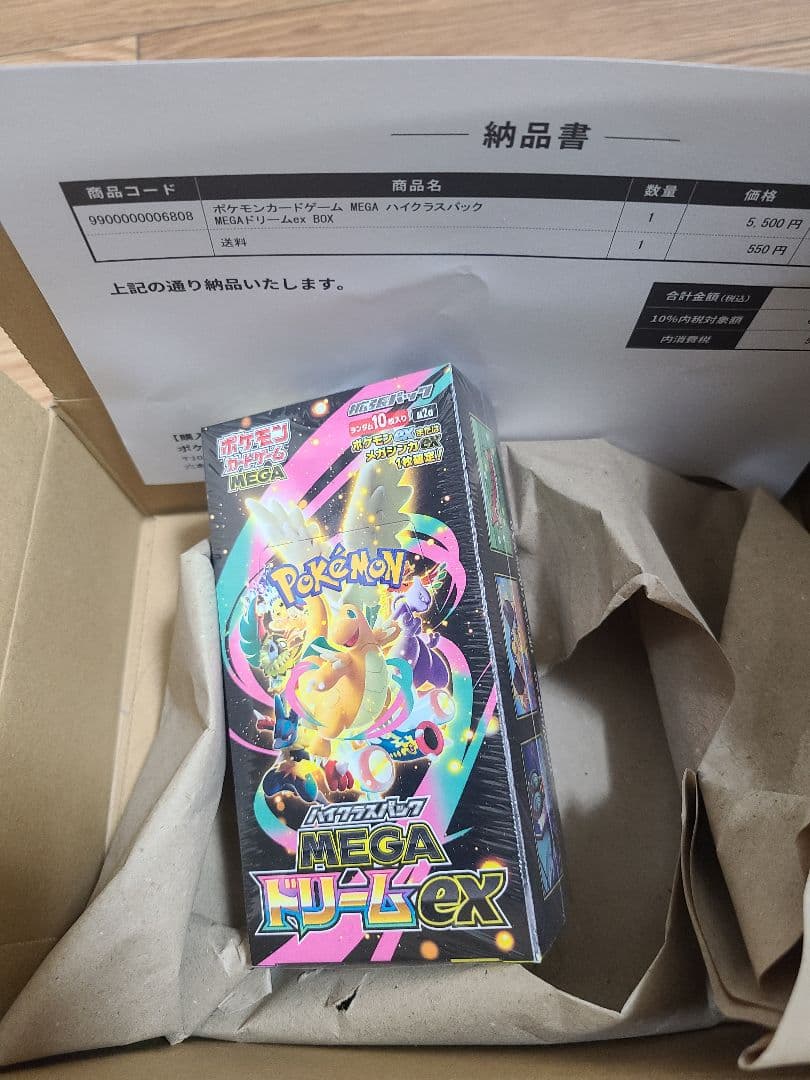 納品書
商品コード 商品名 数量 価格
9900000006808 ポケモンカードゲーム MEGA ハイクラスパック 1 5,500円
MEGAドリームex BOX
送料 1 550円
上記の通り納品いたします。
合計金額(税込)
10%内税対象額
内消費税
【購入
ポケ
拡張パック
ランダム10枚入り M2a
ポケモンexまたは
メガシンカex
1枚確定!!
ポケモン
カードゲーム
MEGA
POKéMON
ハイクラスパック
MEGA
ドリームex